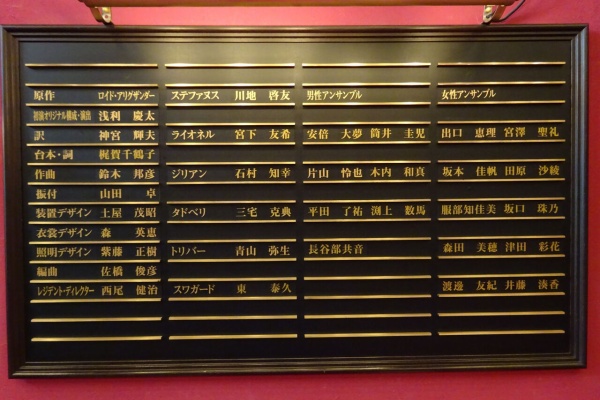 原作 ロイド・アリグザンダー
初演オリジナル構成・演出 浅利 慶太
訳 神宮 輝夫
台本・詞 梶賀千鶴子
作曲 鈴木 邦彦
振付 山田 卓
装置デザイン 土屋 茂昭
衣裳デザイン 森 英恵
照明デザイン 紫藤 正樹
編曲 佐橋 俊彦
レジデント・ディレクター 西尾 健治
ステファヌス 川地 啓友
ライオネル 宮下 友希
ジリアン 石村 知幸
タドベリ 三宅 克典
トリバー 青山 弥生
スワガード 東 泰久
男性アンサンブル
安倍 大夢 筒井 圭児
片山 怜也 木内 和真
平田 了祐 渕上 数馬
長谷部共音
女性アンサンブル
出口 恵理 宮澤 聖礼
坂本 佳帆 田原 沙綾
服部知佳美 坂口 珠乃
森田 美穂 津田 彩花
渡邊 友紀 井藤 湊香